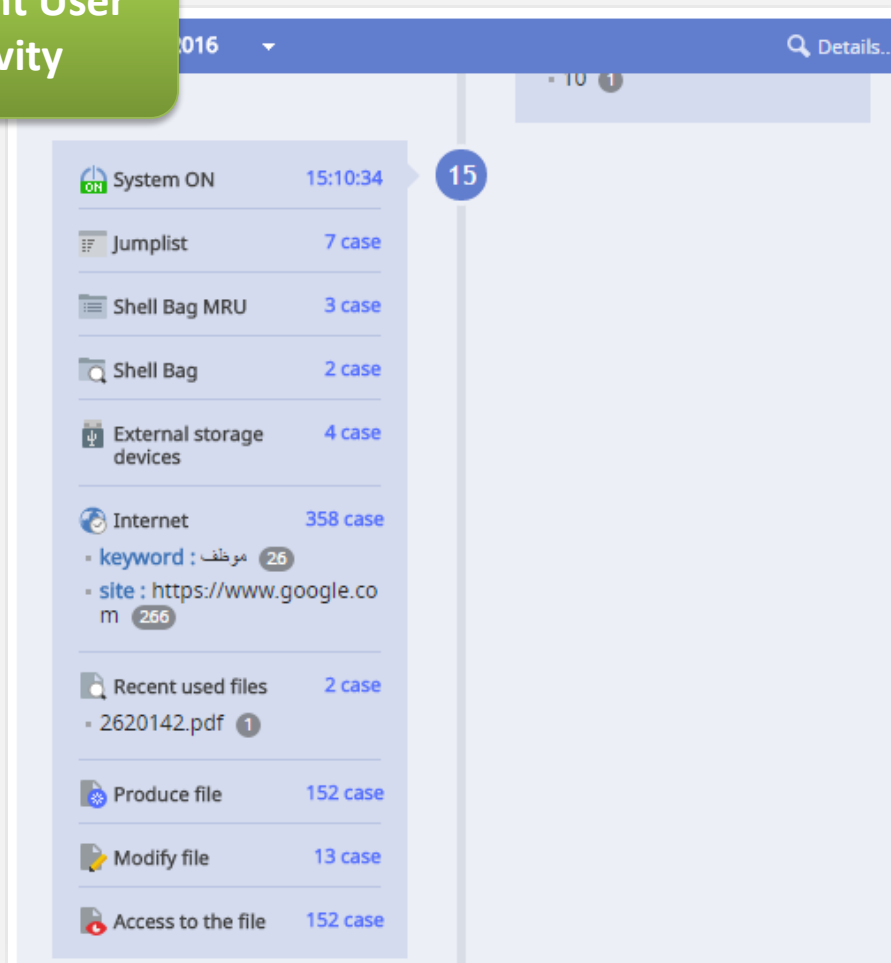 User
vity
2016
Details..
10 1
15
ON
System ON 15:10:34
Jumplist 7 case
Shell Bag MRU 3 case
Shell Bag 2 case
External storage 4 case
devices
Internet 358 case
keyword : موظف 26
site : https://www.google.co
m 266
Recent used files 2 case
2620142.pdf 1
Produce file 152 case
Modify file 13 case
Access to the file 152 case